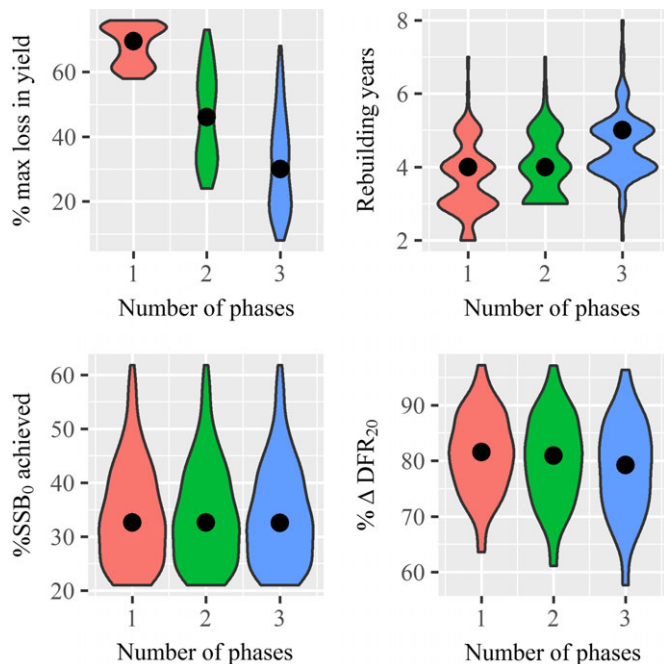 % max loss in yield
60
40
20
1 2 3
Number of phases
Rebuilding years
8
6
4
2
1 2 3
Number of phases
%SSB₀ achieved
60
50
40
30
20
1 2 3
Number of phases
% Δ DFR₂₀
90
80
70
60
1 2 3
Number of phases